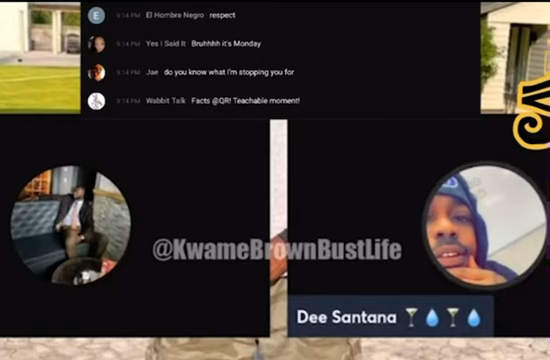 E 9:14 PM El Hombre Negro respect
9:14 PM Yes I Said It Bruhhhh it's Monday
9:14 PM Jae do you know what I'm stopping you for
9:14 PM Wabbit Talk Facts @QR! Teachable moment!
@KwameBrownBustLife
Dee Santana 🍸💧🍸💧